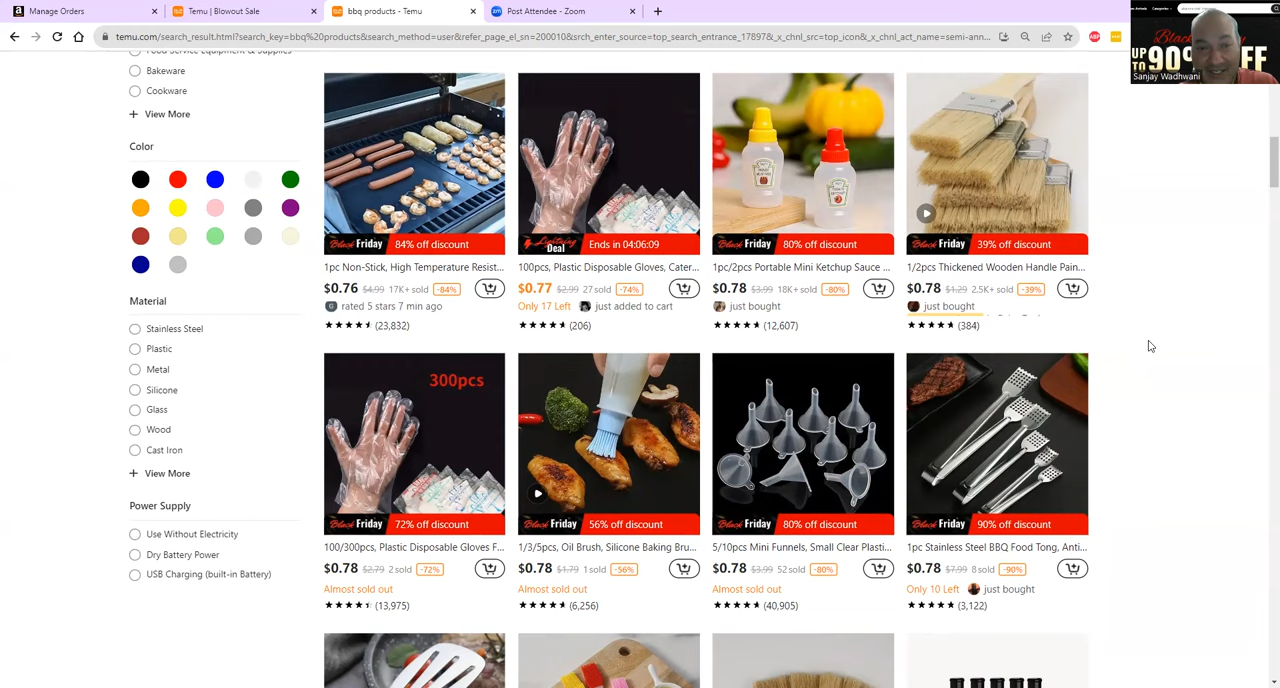 Manage Orders
Temu | Blowout Sale
bbq products - Temu
Post Attendee - Zoom
temu.com/search_result.html?search_key=bbq%20products&search_method=user&refer_page_el_sn=200010&srch_enter_source=top_search_entrance_17897&_x_chnl_src=top_icon&_x_chnl_act_name=semi-ann...
ABP
UP TO 90% OFF
Sanjay Wadhwani
Food Service Equipment & Supplies
Bakeware
Cookware
+ View More
Color
Material
Stainless Steel
Plastic
Metal
Silicone
Glass
Wood
Cast Iron
+ View More
Power Supply
Use Without Electricity
Dry Battery Power
USB Charging (built-in Battery)
Black Friday 84% off discount
1pc Non-Stick, High Temperature Resist...
$0.76 $4.99 17K+ sold -84%
rated 5 stars 7 min ago
(23,832)
Lightning Deal Ends in 04:06:09
100pcs, Plastic Disposable Gloves, Cater...
$0.77 $2.99 27 sold -74%
Only 17 Left just added to cart
(206)
Black Friday 80% off discount
1pc/2pcs Portable Mini Ketchup Sauce ...
$0.78 $3.99 18K+ sold -80%
just bought
(12,607)
Black Friday 39% off discount
1/2pcs Thickened Wooden Handle Pain...
$0.78 $1.29 2.5K+ sold -39%
just bought
(384)
300pcs
Black Friday 72% off discount
100/300pcs, Plastic Disposable Gloves F...
$0.78 $2.79 2 sold -72%
Almost sold out
(13,975)
Black Friday 56% off discount
1/3/5pcs, Oil Brush, Silicone Baking Bru...
$0.78 $1.79 1 sold -56%
Almost sold out
(6,256)
Black Friday 80% off discount
5/10pcs Mini Funnels, Small Clear Plasti...
$0.78 $3.99 52 sold -80%
Almost sold out
(40,905)
Black Friday 90% off discount
1pc Stainless Steel BBQ Food Tong, Anti...
$0.78 $7.99 8 sold -90%
Only 10 Left just bought
(3,122)